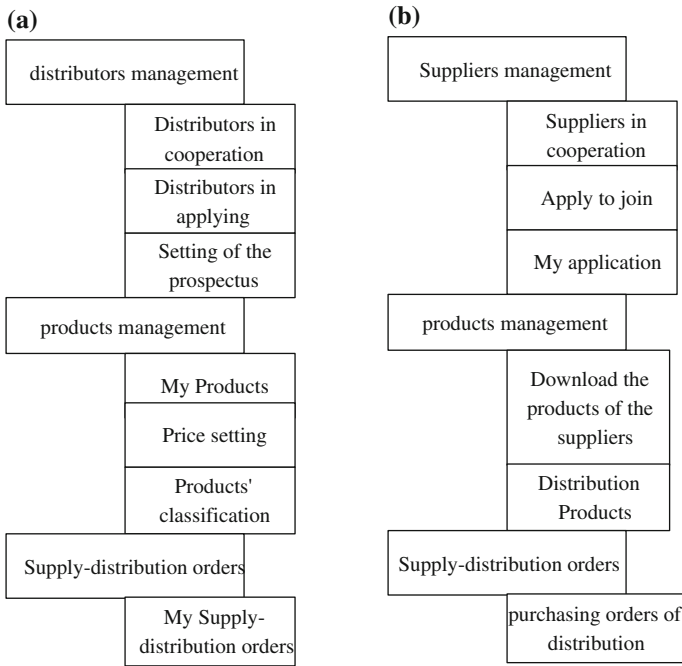 (a)
distributors management
Distributors in
cooperation
Distributors in
applying
Setting of the
prospectus
products management
My Products
Price setting
Products'
classification
Supply-distribution orders
My Supply-
distribution orders
(b)
Suppliers management
Suppliers in
cooperation
Apply to join
My application
products management
Download the
products of the
suppliers
Distribution
Products
Supply-distribution orders
purchasing orders of
distribution